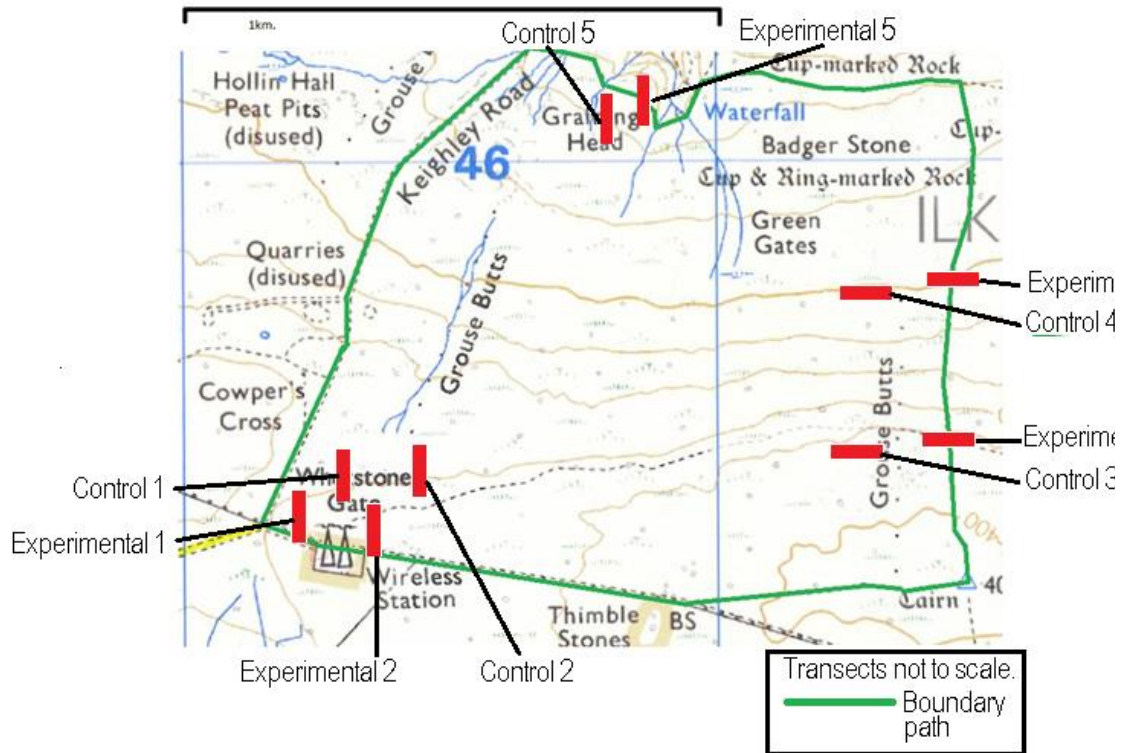 1km.
Control 5
Experimental 5
Hollin Hall
Peat Pits
(disused)
Grouse
Keighley Road
46
Grainings
Head
Waterfall
Cup-marked Rock
Cup-
Badger Stone
Cup & Ring-marked Rock
ILK
Green
Gates
Quarries
(disused)
Grouse Butts
Experim
Control 4
Cowper's
Cross
Grouse Butts
Experime
Control 3
Control 1
Gate
Experimental 1
Wireless
Station
400
40
Cairn
Thimble
Stones
BS
Experimental 2
Control 2
Transects not to scale.
Boundary
path